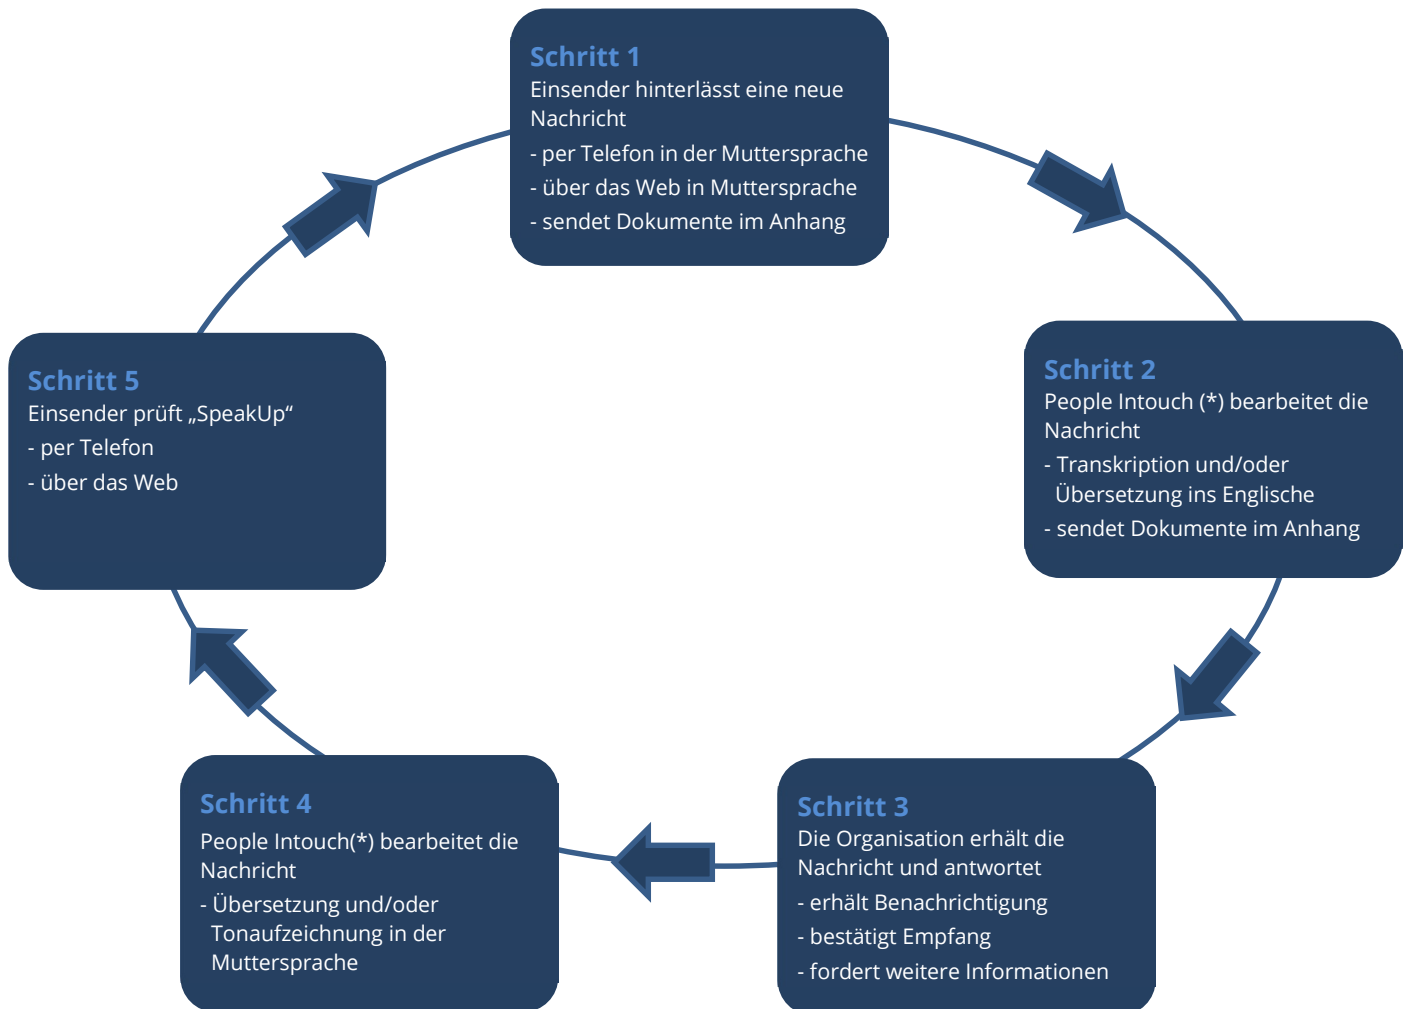 Schritt 1
Einsender hinterlässt eine neue
Nachricht
- per Telefon in der Muttersprache
- über das Web in Muttersprache
- sendet Dokumente im Anhang
Schritt 2
People Intouch (*) bearbeitet die
Nachricht
- Transkription und/oder
Übersetzung ins Englische
- sendet Dokumente im Anhang
Schritt 3
Die Organisation erhält die
Nachricht und antwortet
- erhält Benachrichtigung
- bestätigt Empfang
- fordert weitere Informationen
Schritt 4
People Intouch(*) bearbeitet die
Nachricht
- Übersetzung und/oder
Tonaufzeichnung in der
Muttersprache
Schritt 5
Einsender prüft „SpeakUp“
- per Telefon
- über das Web